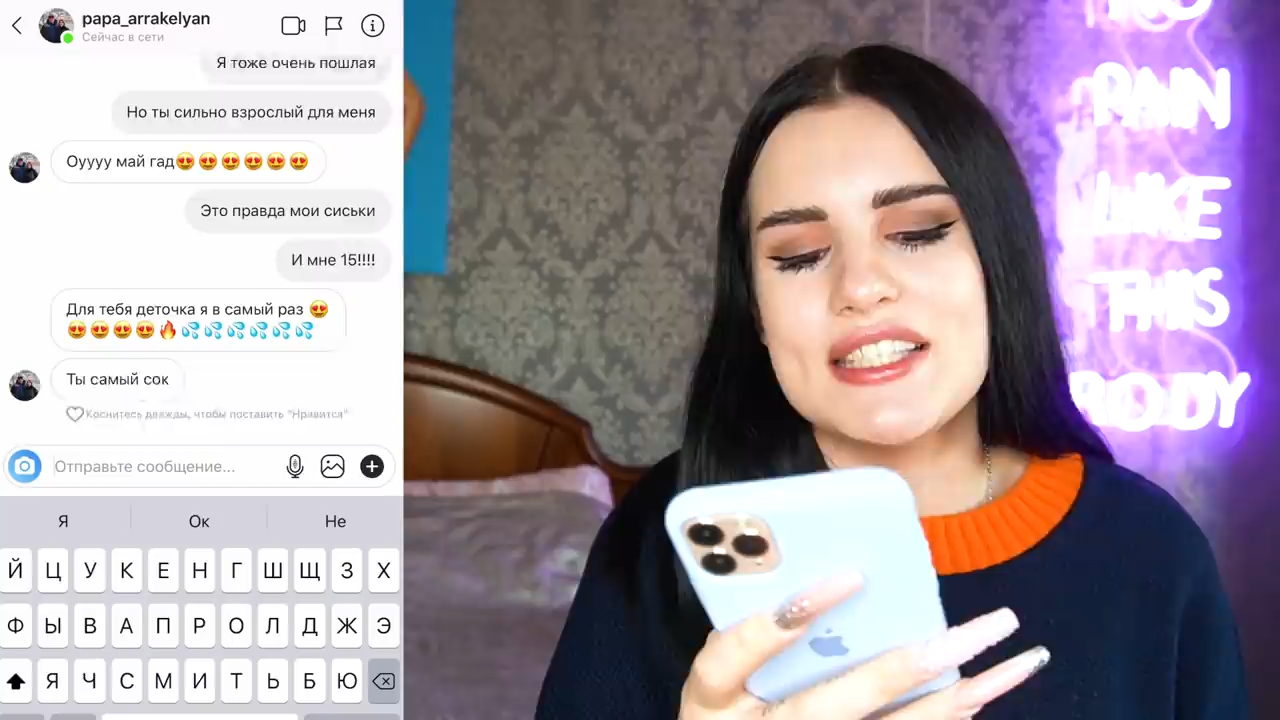 papa_arrakelyan
Сейчас в сети
Я тоже очень пошлая
Но ты сильно взрослый для меня
Оуууу май гад😍😍😍😍😍😍
Это правда мои сиськи
И мне 15!!!!
Для тебя деточка я в самый раз 😍
😍😍😍😍🔥💦💦💦💦💦💦
Ты самый сок
Коснитесь дважды, чтобы поставить "Нравится"
Отправьте сообщение...
Я Ок Не
Й Ц У К Е Н Г Ш Щ З Х
Ф Ы В А П Р О Л Д Ж Э
Я Ч С М И Т Ь Б Ю
NO
PAIN
LIKE
THIS
BODY